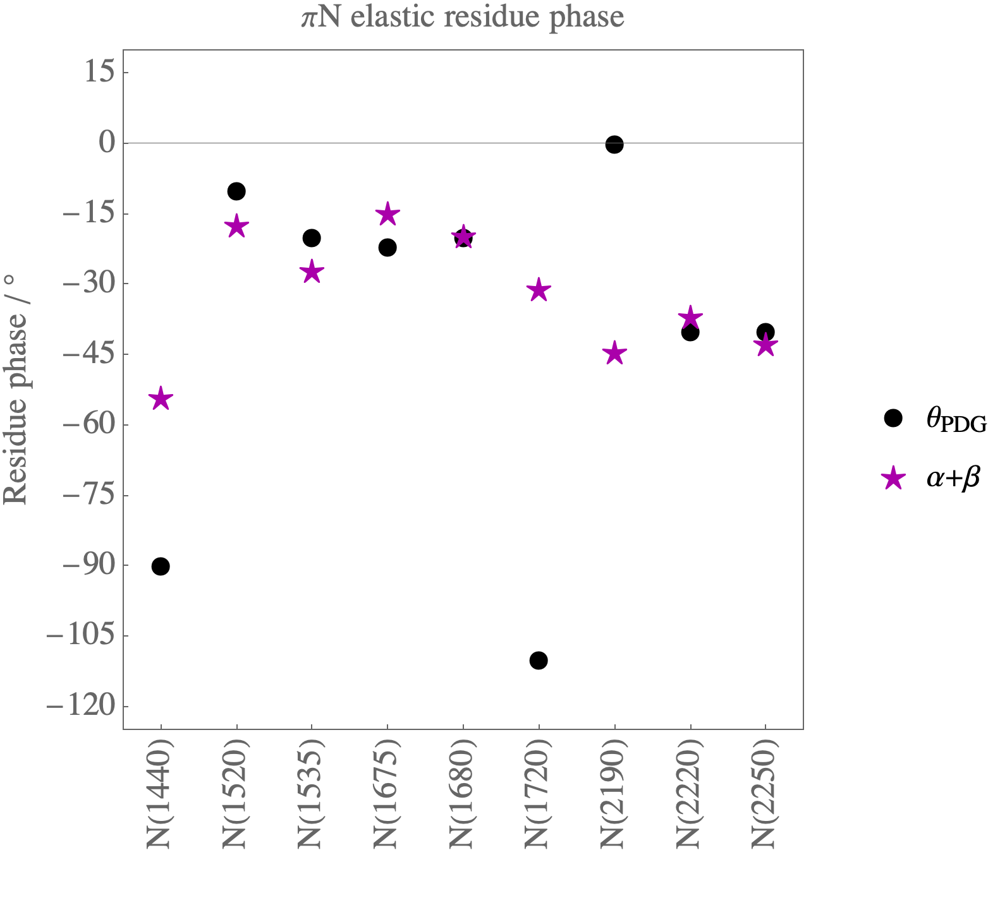 πN elastic residue phase
Residue phase / °
15
0
−15
−30
−45
−60
−75
−90
−105
−120
N(1440)
N(1520)
N(1535)
N(1675)
N(1680)
N(1720)
N(2190)
N(2220)
N(2250)
θPDG
α+β